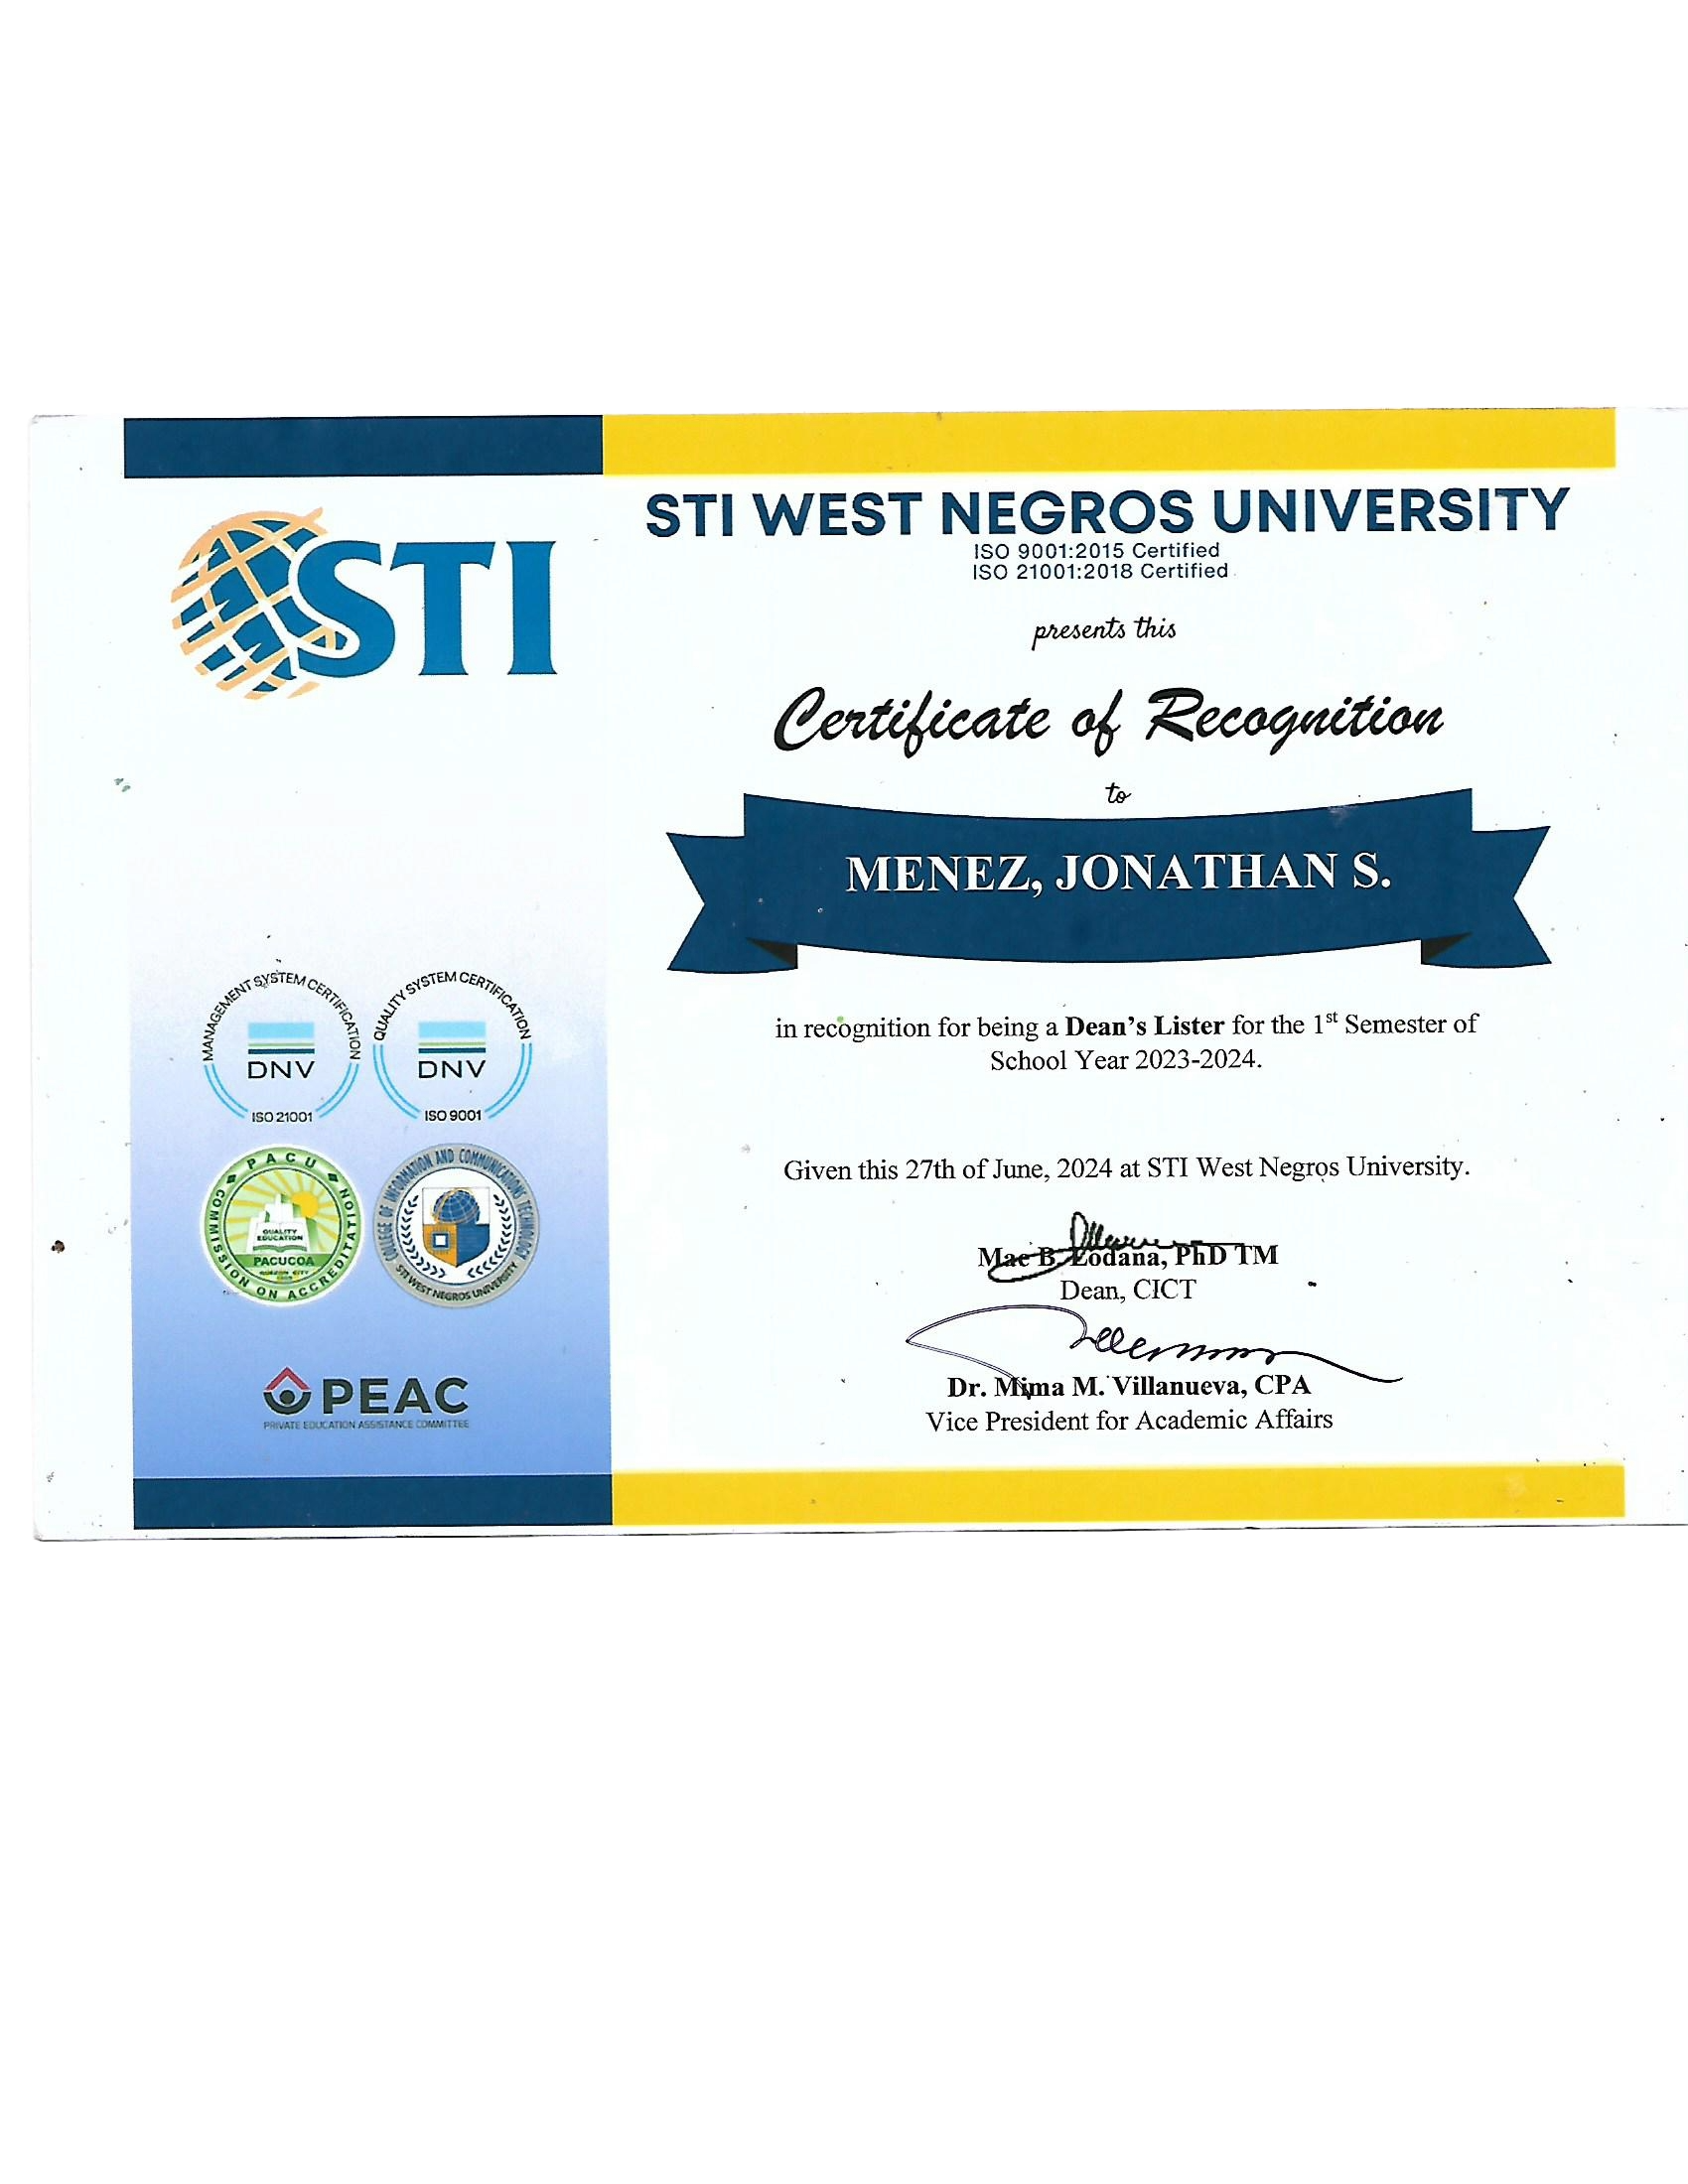 STI
STI WEST NEGROS UNIVERSITY
ISO 9001:2015 Certified
ISO 21001:2018 Certified
presents this
Certificate of Recognition
to
MENEZ, JONATHAN S.
in recognition for being a Dean's Lister for the 1st Semester of
School Year 2023-2024.
Given this 27th of June, 2024 at STI West Negros University.
Mae B. Lodana, PhD TM
Dean, CICT
Dr. Mima M. Villanueva, CPA
Vice President for Academic Affairs
MANAGEMENT SYSTEM CERTIFICATION
DNV
ISO 21001
QUALITY SYSTEM CERTIFICATION
DNV
ISO 9001
PACU
COMMISSION ON ACCREDITATION
QUALITY
EDUCATION
PACUCOA
QUEZON CITY
COLLEGE OF INFORMATION AND COMMUNICATIONS TECHNOLOGY
STI WEST NEGROS UNIVERSITY
PEAC
PRIVATE EDUCATION ASSISTANCE COMMITTEE